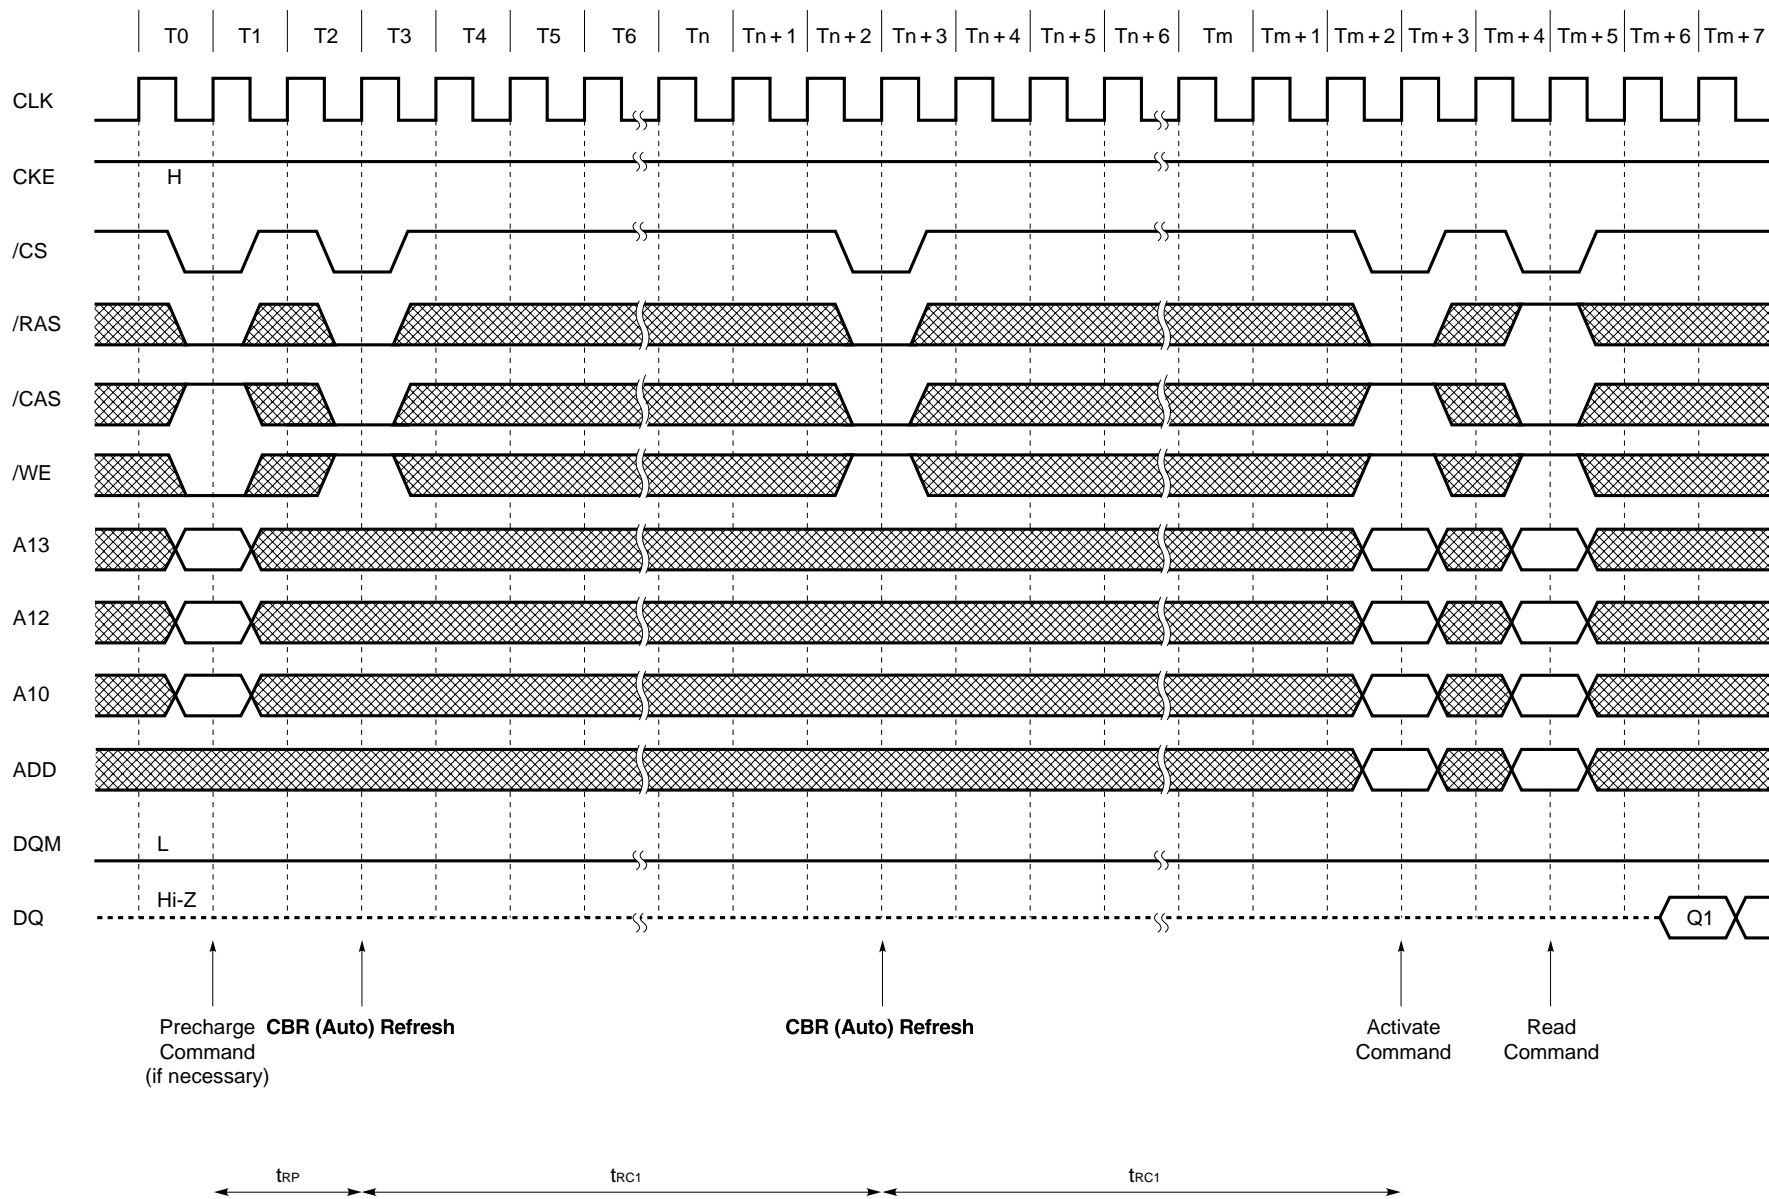 T0 T1 T2 T3 T4 T5 T6 Tn Tn + 1 Tn + 2 Tn + 3 Tn + 4 Tn + 5 Tn + 6 Tm Tm + 1 Tm + 2 Tm + 3 Tm + 4 Tm + 5 Tm + 6 Tm + 7
CLK
CKE
H
/CS
/RAS
/CAS
/WE
A13
A12
A10
ADD
DQM
L
Hi-Z
DQ
Q1
Precharge
Command
(if necessary)
CBR (Auto) Refresh
CBR (Auto) Refresh
Activate
Command
Read
Command
tRP
tRC1
tRC1